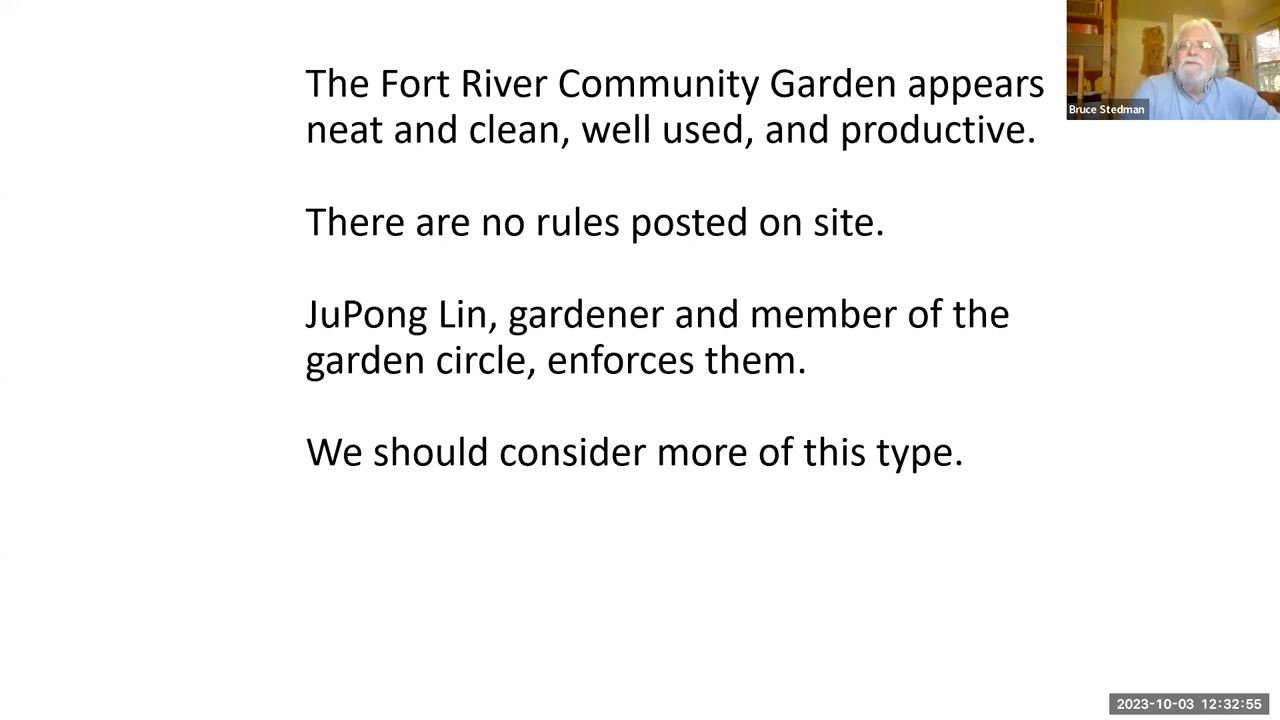 The Fort River Community Garden appears
neat and clean, well used, and productive.
There are no rules posted on site.
JuPong Lin, gardener and member of the
garden circle, enforces them.
We should consider more of this type.
Bruce Stedman
2023-10-03 12:32:55